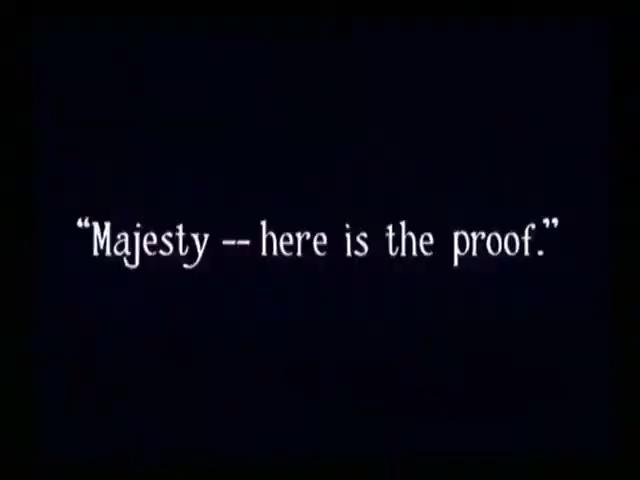 “Majesty -- here is the proof.”